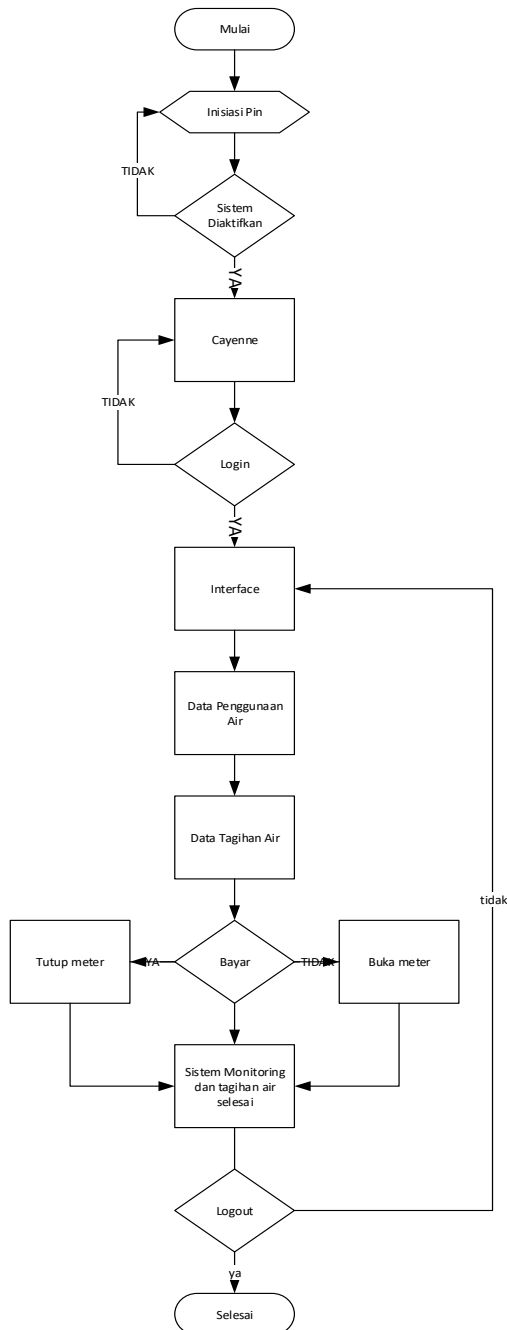 Mulai
Inisiasi Pin
TIDAK
Sistem
Diaktifkan
YA
Cayenne
TIDAK
Login
YA
Interface
Data Penggunaan
Air
Data Tagihan Air
tidak
Tutup meter
YA
Bayar
TIDAK
Buka meter
Sistem Monitoring
dan tagihan air
selesai
Logout
ya
Selesai